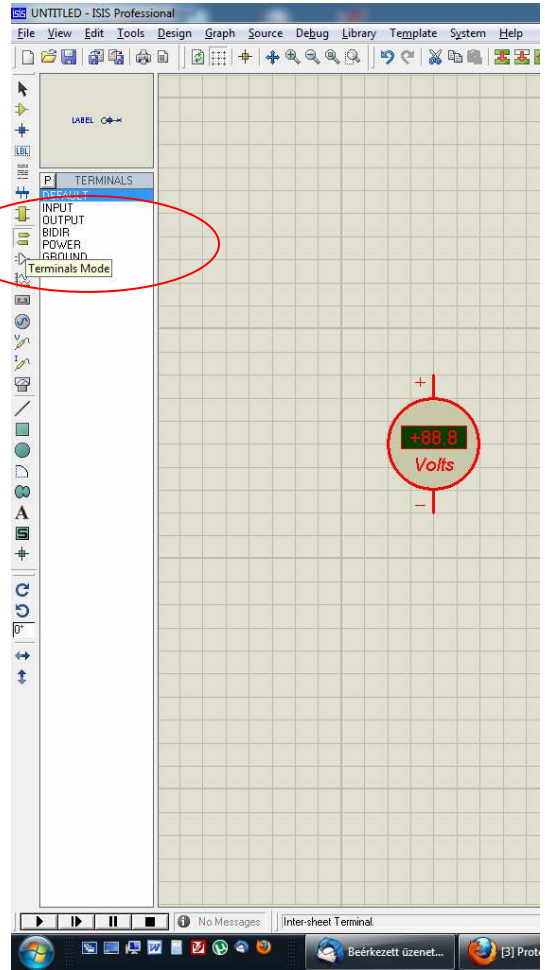 ISIS UNTITLED - ISIS Professional
File View Edit Tools Design Graph Source Debug Library Template System Help
LABEL
LBL
P TERMINALS
DEFAULT
INPUT
OUTPUT
BIDIR
POWER
GROUND
Terminals Mode
V
I
A
S
0°
+
+88.8
Volts
−
No Messages Inter-sheet Terminal.
Beérkezett üzenet... [3] Prot